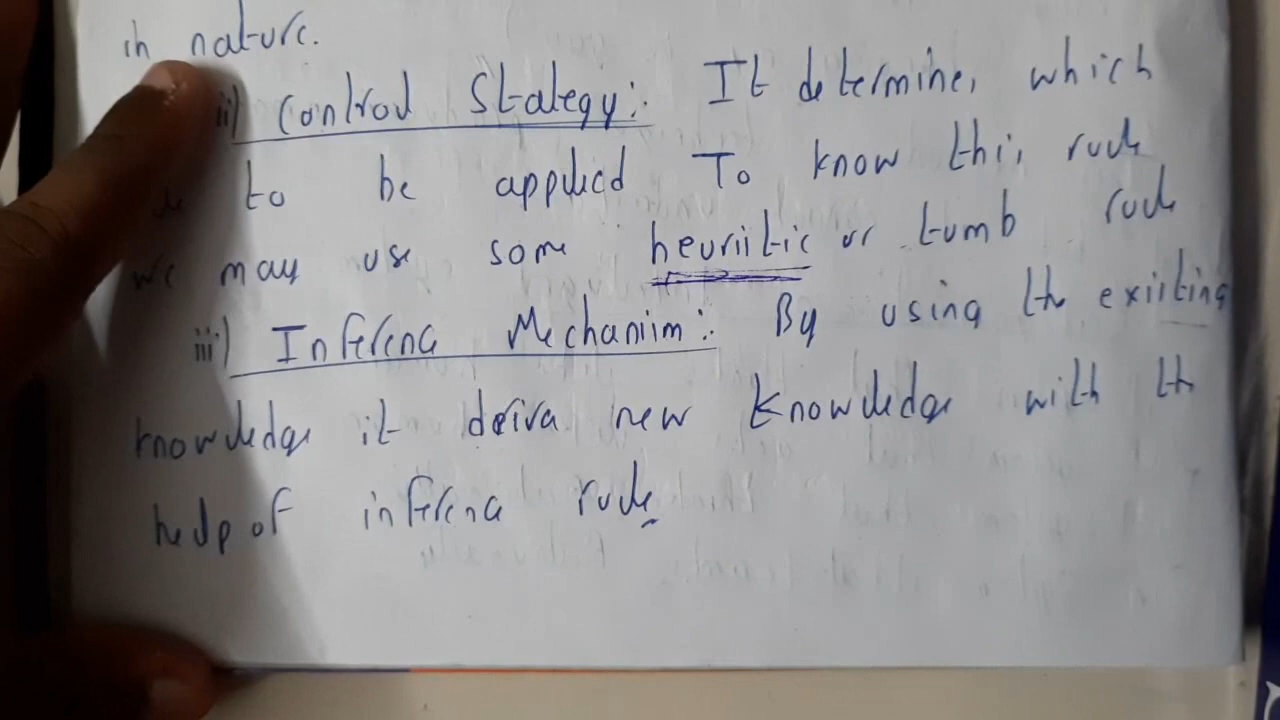 in nature.
ii) Control Strategy:. It determines which
to be applied To know this rule
we may use some heuristic or tumb rule
iii) Inference Mechanism:. By using the existing
knowledge it derive new knowledge with the
help of inference rule